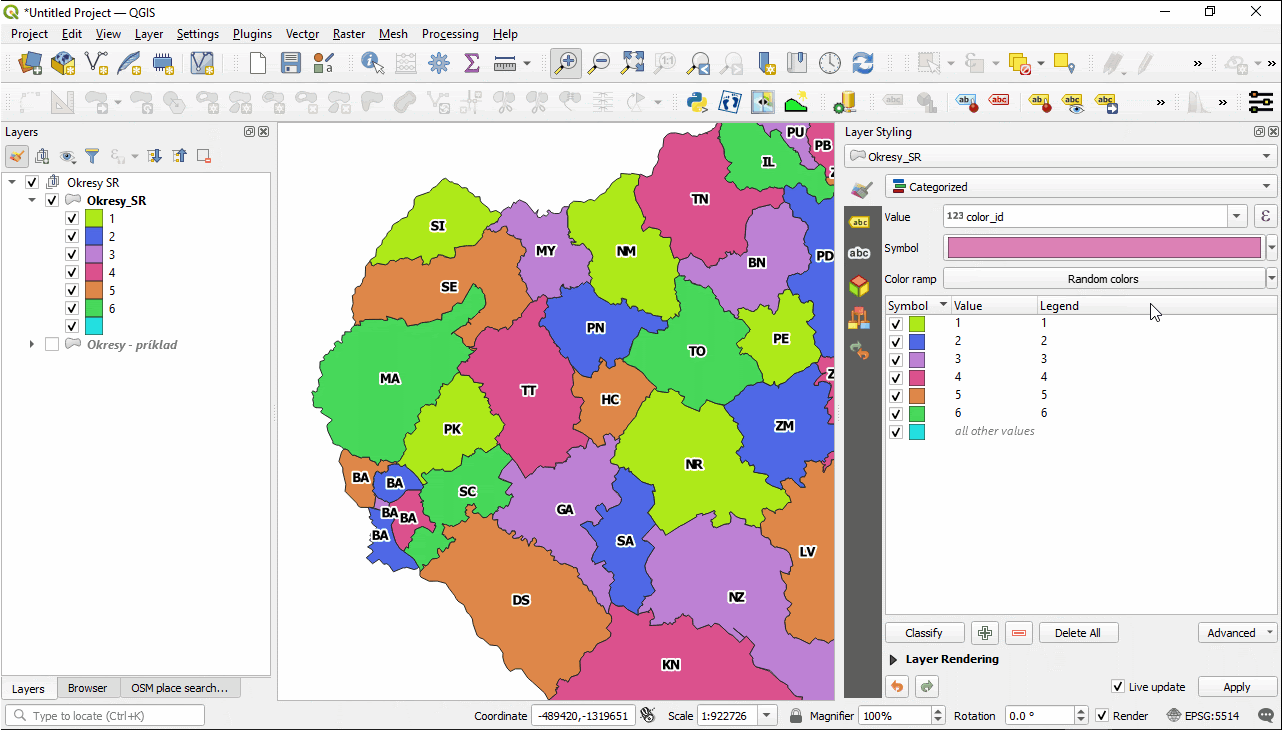 *Untitled Project — QGIS
Project Edit View Layer Settings Plugins Vector Raster Mesh Processing Help
Layers
Okresy SR
Okresy_SR
1
2
3
4
5
6
Okresy - príklad
Layers Browser OSM place search...
PU
PB
IL
TN
SI
MY
NM
BN
PD
SE
PN
PE
TO
MA
TT
HC
PK
ZM
NR
BA
BA
SC
BA
BA
GA
BA
SA
LV
DS
NZ
KN
Layer Styling
Okresy_SR
Categorized
Value 123 color_id ε
Symbol
Color ramp Random colors
Symbol Value Legend
1 1
2 2
3 3
4 4
5 5
6 6
all other values
Classify Delete All Advanced
Layer Rendering
Live update Apply
Type to locate (Ctrl+K) Coordinate -489420,-1319651 Scale 1:922726 Magnifier 100% Rotation 0.0 ° Render EPSG:5514